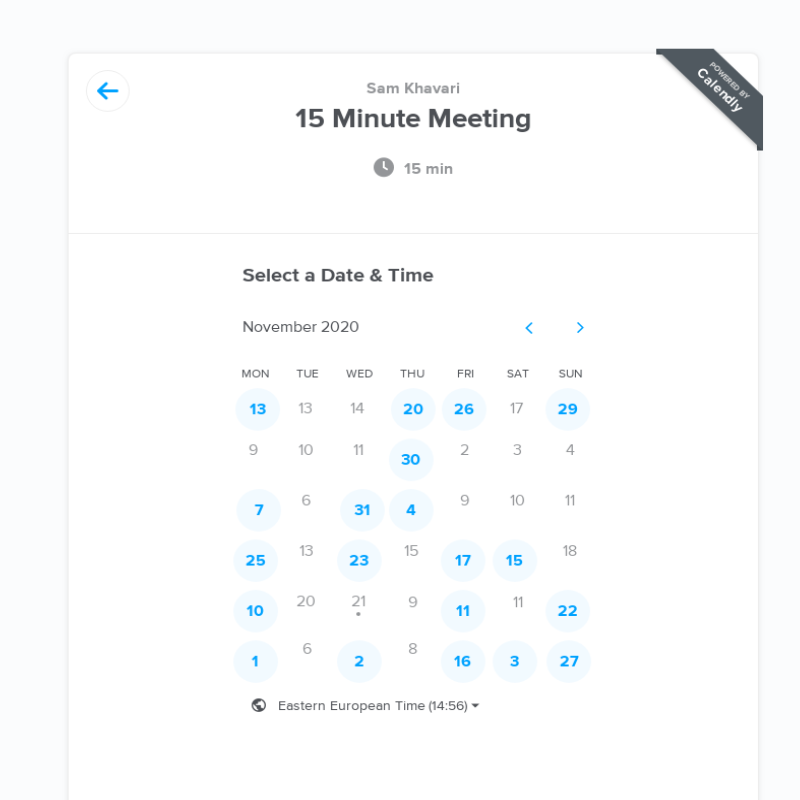 POWERED BY
Calendly
Sam Khavari
15 Minute Meeting
15 min
Select a Date & Time
November 2020
MON TUE WED THU FRI SAT SUN
13 13 14 20 26 17 29
9 10 11 30 2 3 4
7 6 31 4 9 10 11
25 13 23 15 17 15 18
10 20 21 9 11 11 22
1 6 2 8 16 3 27
Eastern European Time (14:56)